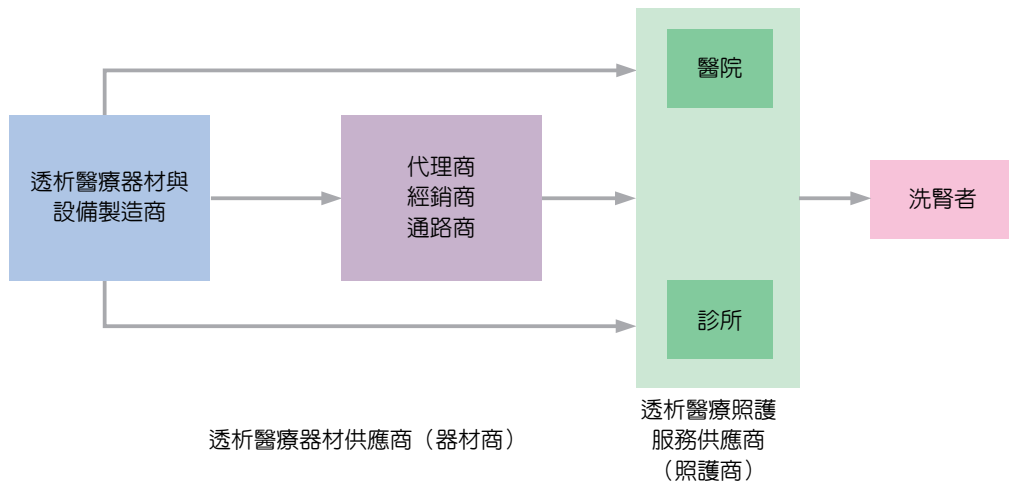 透析醫療器材與
設備製造商
代理商
經銷商
通路商
醫院
診所
洗腎者
透析醫療器材供應商（器材商）
透析醫療照護
服務供應商
（照護商）